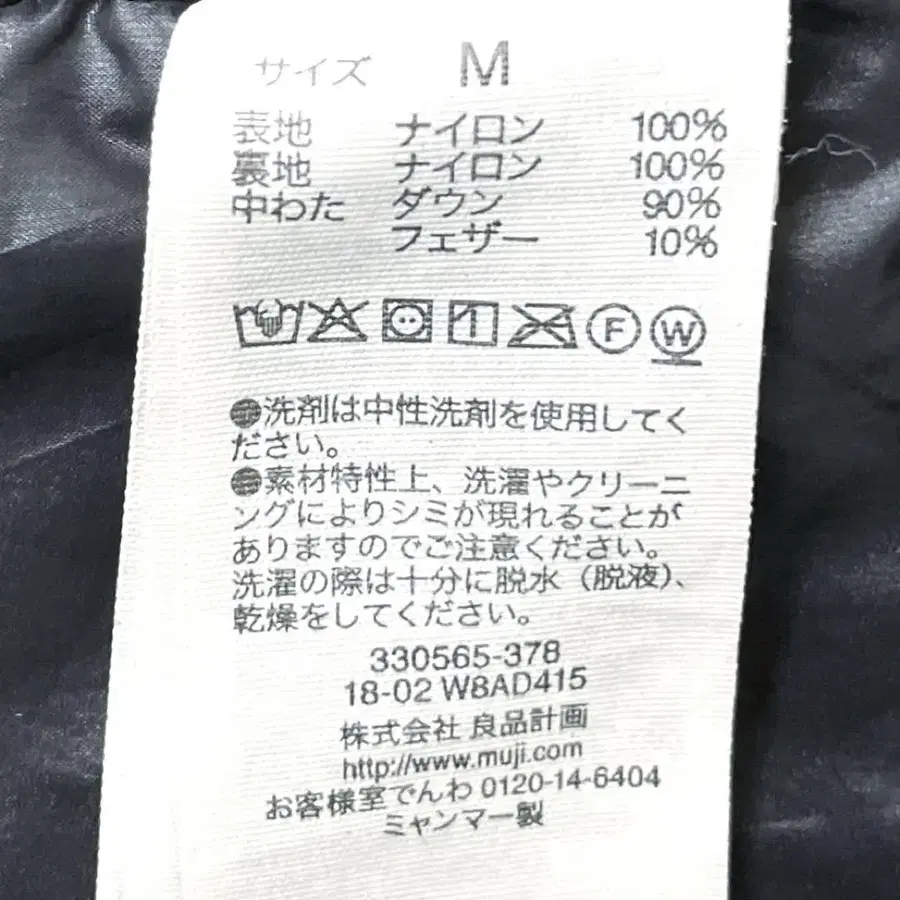 サイズ M
表地 ナイロン 100%
裏地 ナイロン 100%
中わた ダウン 90%
フェザー 10%
F W
●洗剤は中性洗剤を使用してく
ださい。
●素材特性上、洗濯やクリーニ
ングによりシミが現れることが
ありますのでご注意ください。
洗濯の際は十分に脱水（脱液）、
乾燥をしてください。
330565-378
18-02 W8AD415
株式会社 良品計画
http://www.muji.com
お客様室でんわ 0120-14-6404
ミャンマー製